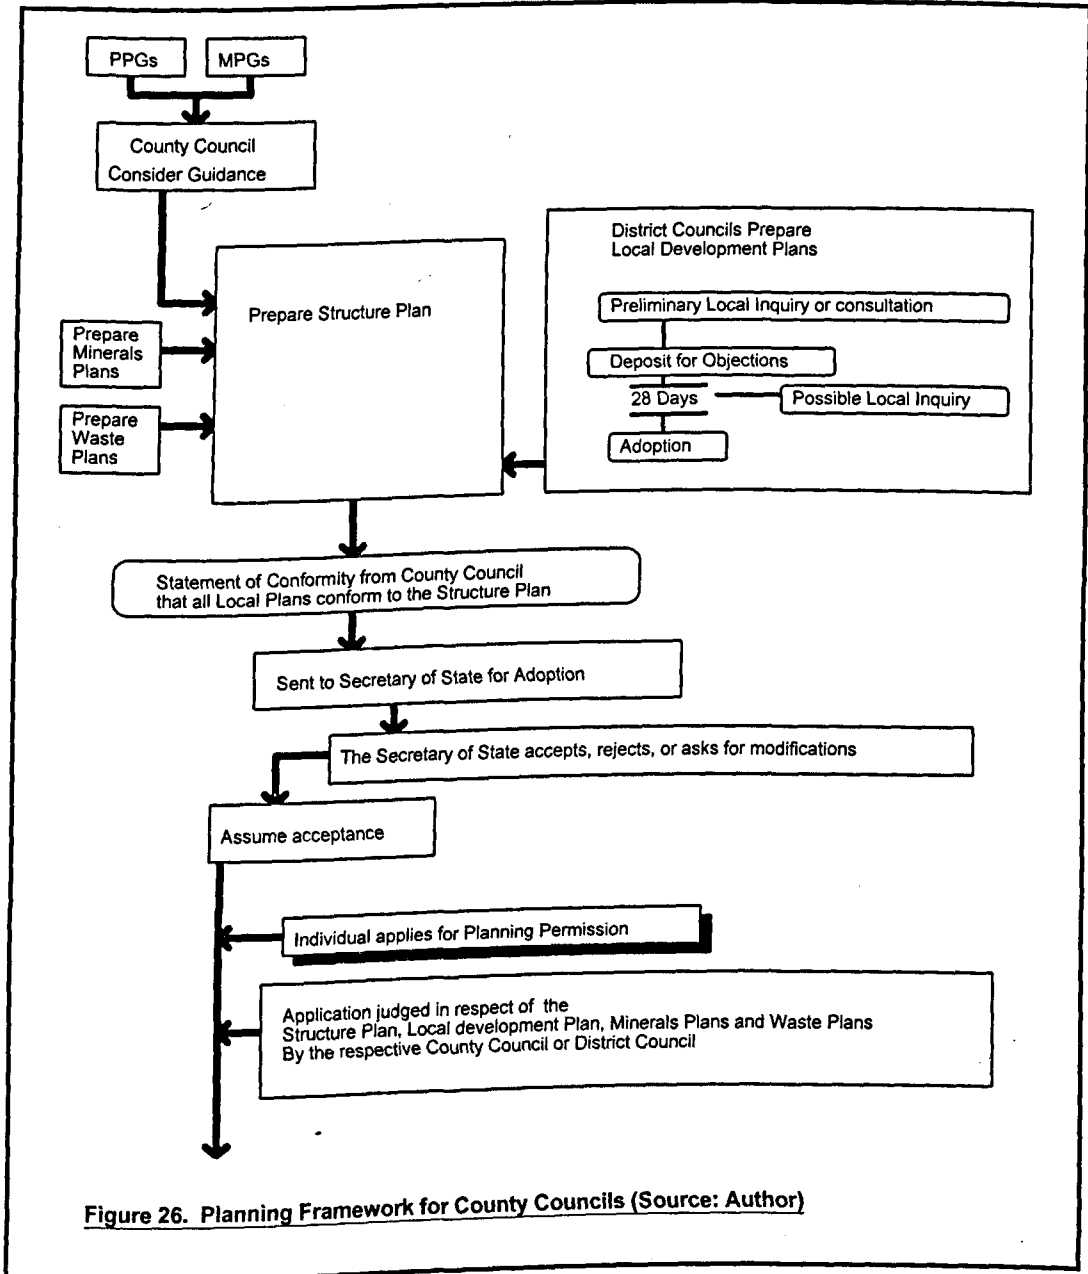 PPGs
MPGs
County Council
Consider Guidance
Prepare Structure Plan
Prepare
Minerals
Plans
Prepare
Waste
Plans
District Councils Prepare
Local Development Plans
Preliminary Local Inquiry or consultation
Deposit for Objections
28 Days
Possible Local Inquiry
Adoption
Statement of Conformity from County Council
that all Local Plans conform to the Structure Plan
Sent to Secretary of State for Adoption
The Secretary of State accepts, rejects, or asks for modifications
Assume acceptance
Individual applies for Planning Permission
Application judged in respect of the
Structure Plan, Local development Plan, Minerals Plans and Waste Plans
By the respective County Council or District Council
Figure 26. Planning Framework for County Councils (Source: Author)